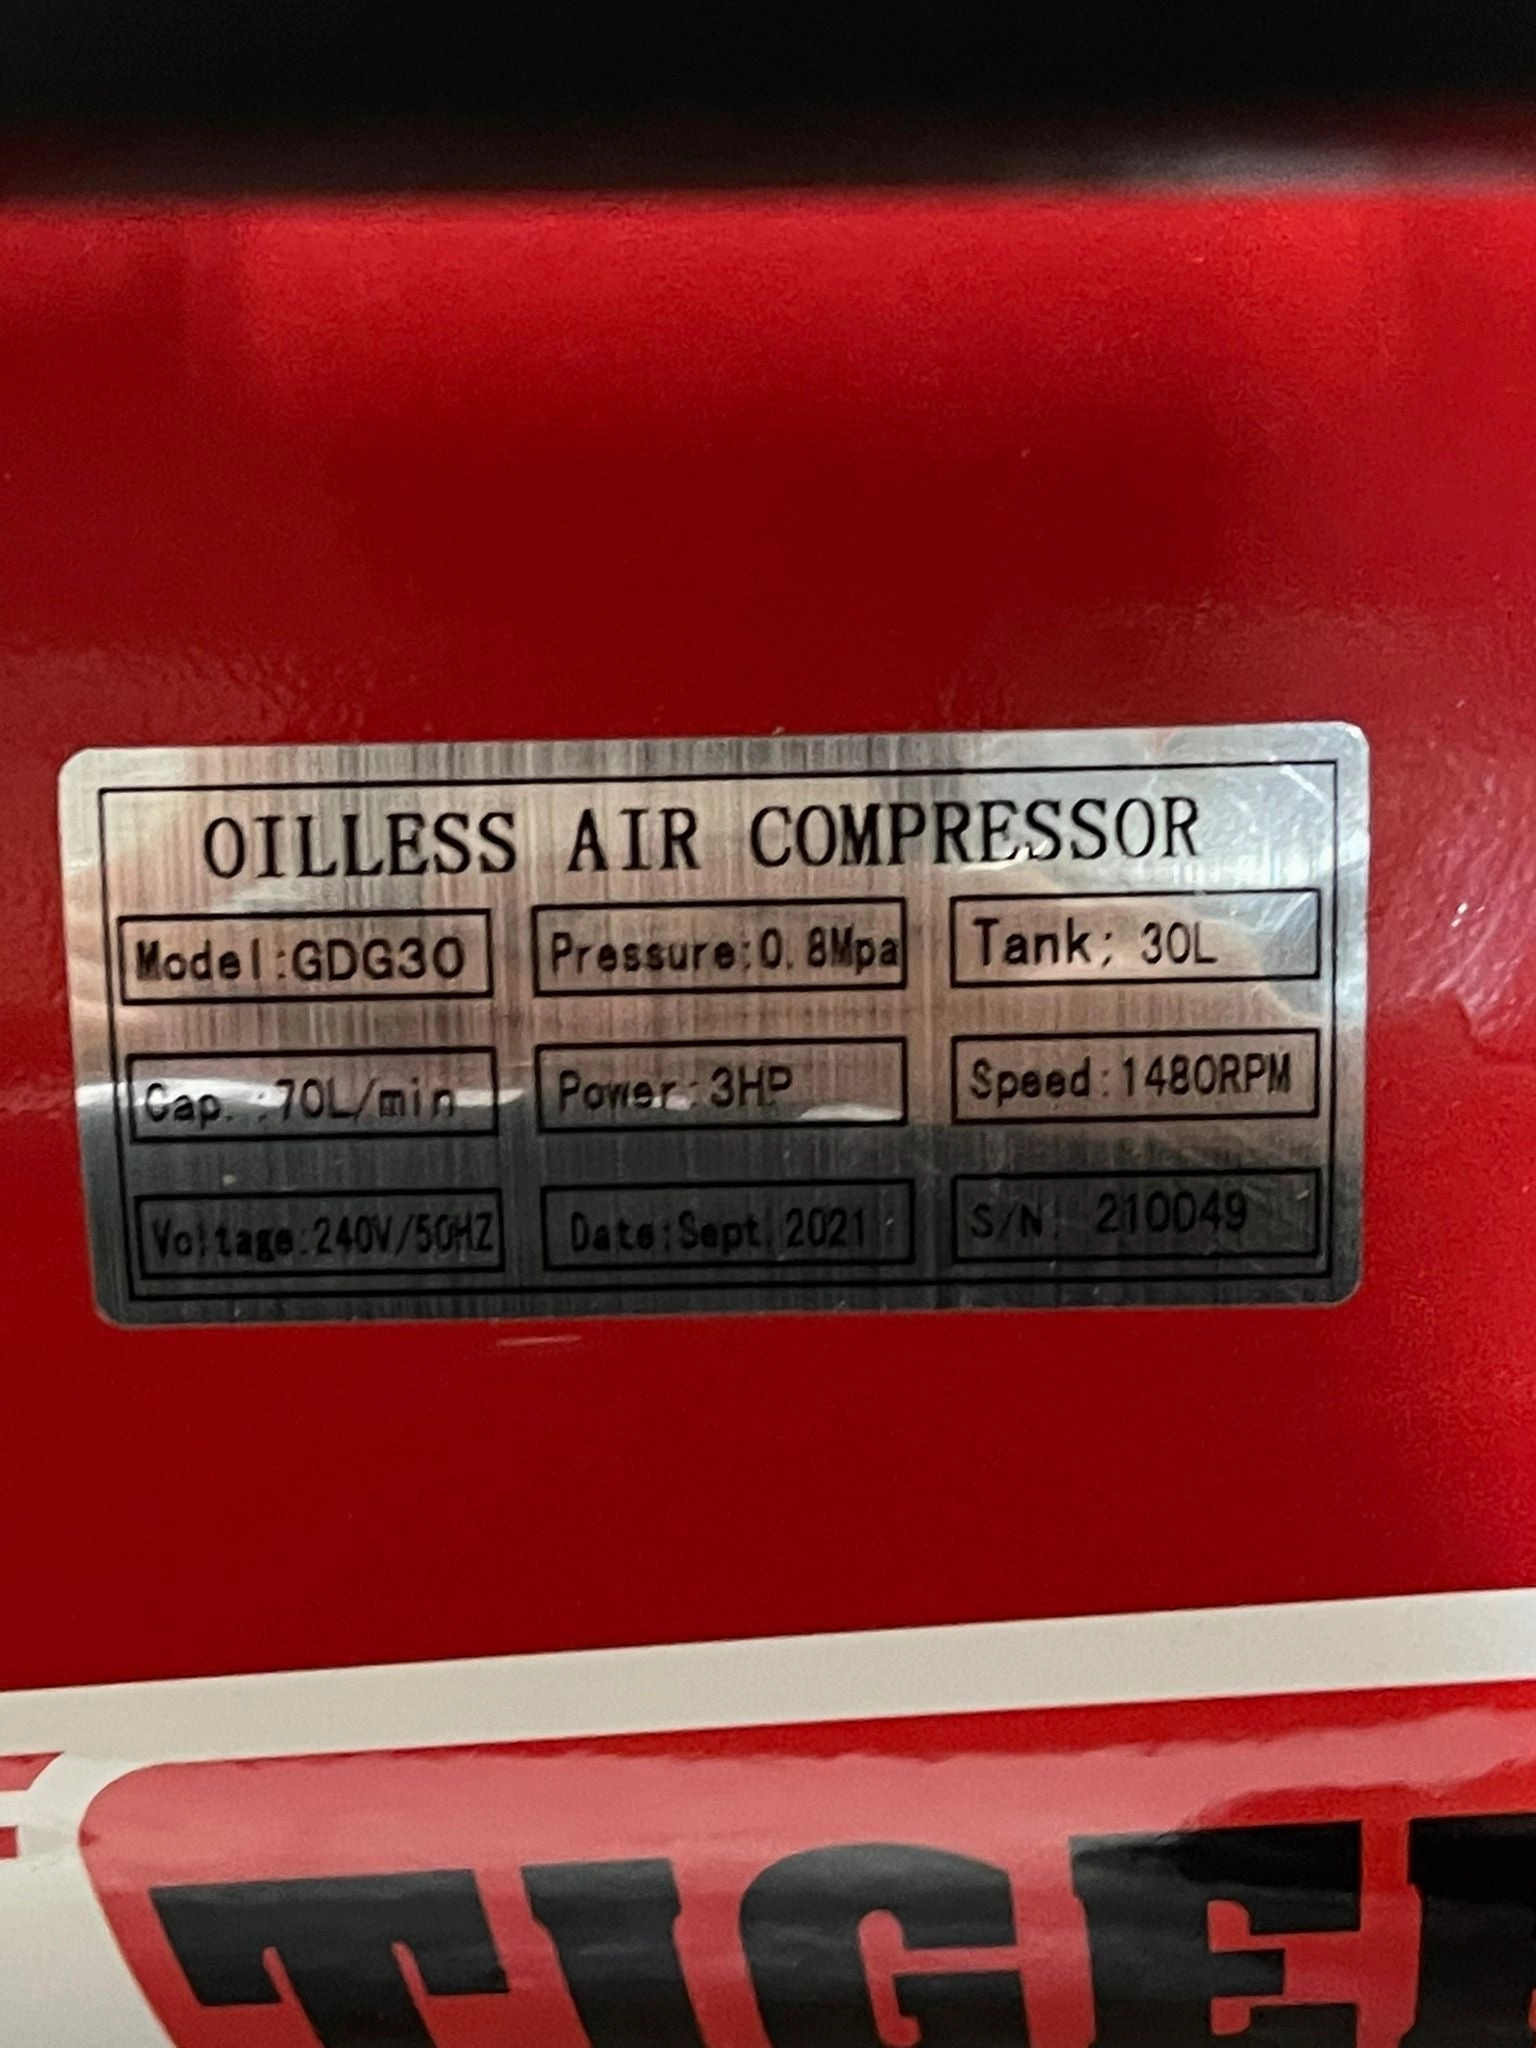 OILLESS AIR COMPRESSOR
Model:GDG30 Pressure:0.8Mpa Tank: 30L
Cap.:70L/min Power:3HP Speed:1480RPM
Voltage:240V/50HZ Date:Sept,2021 S/N: 210049
TIGER